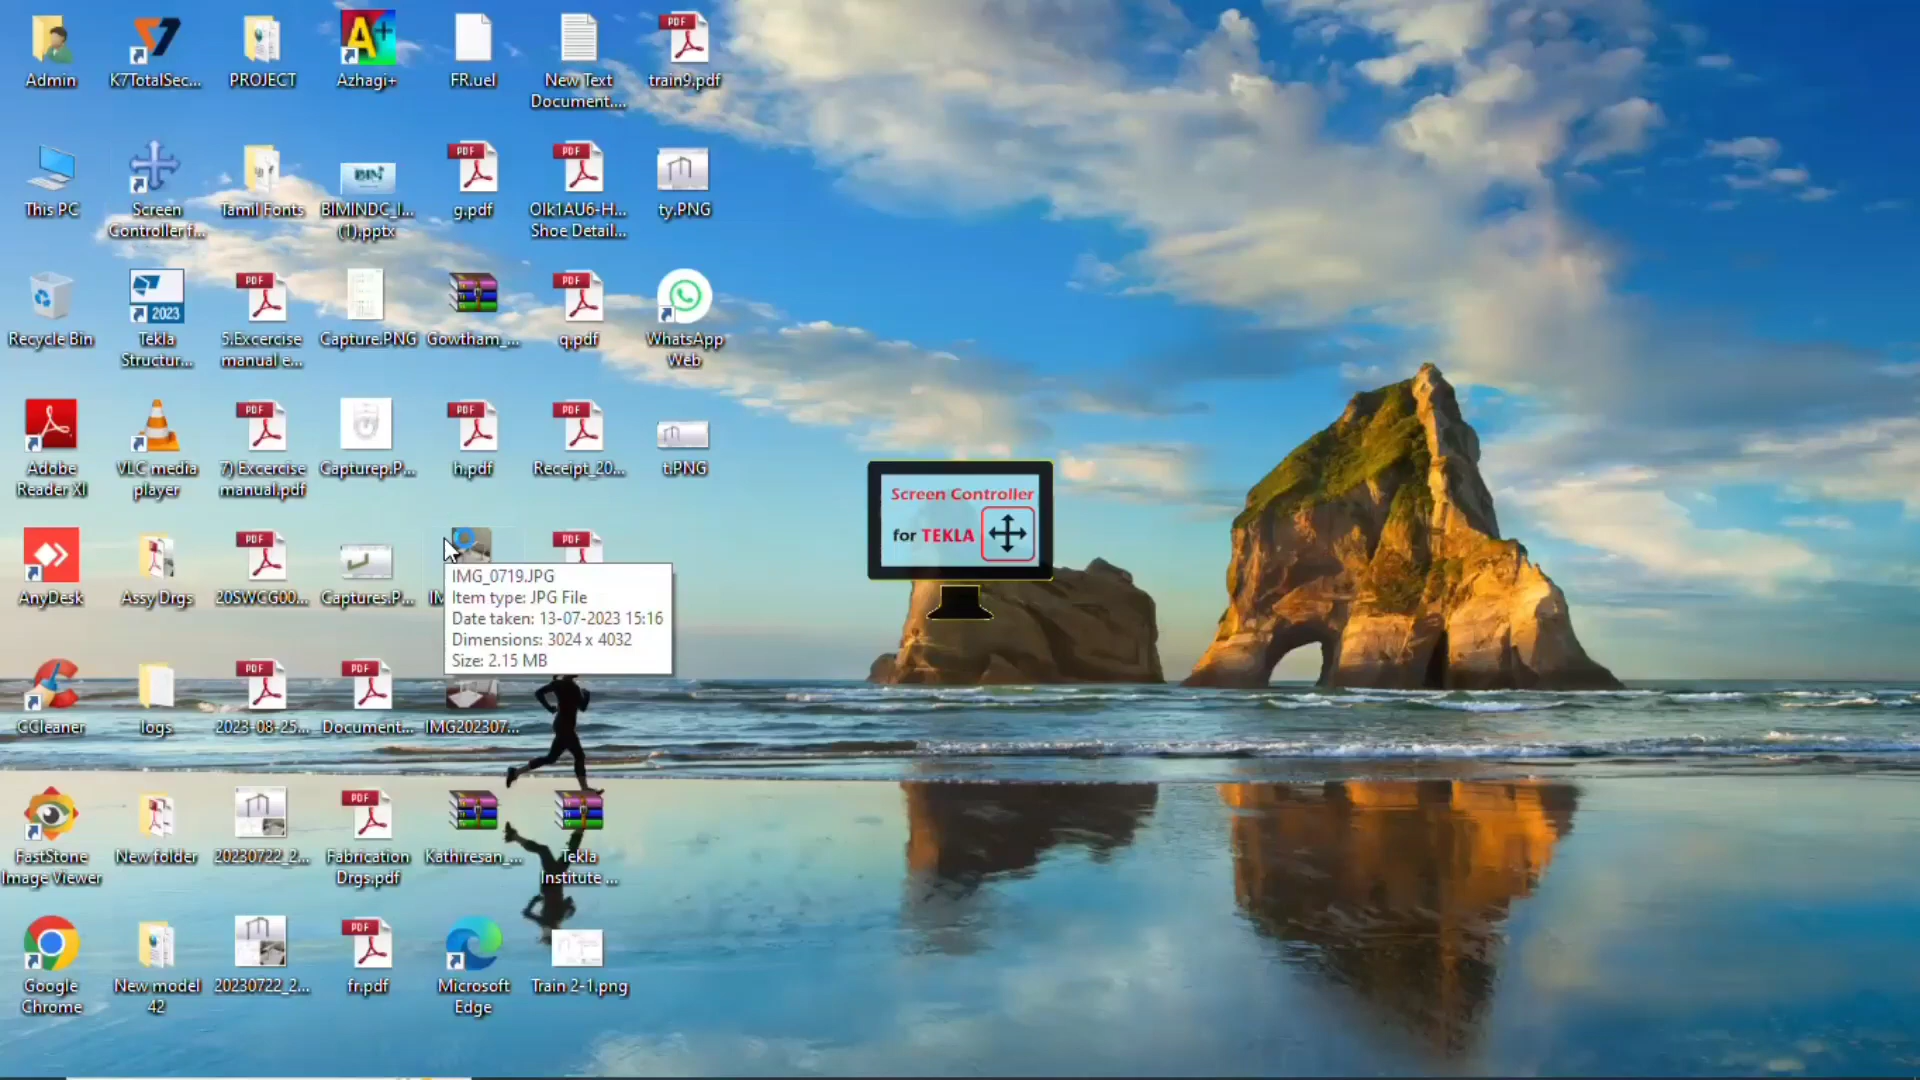 Admin
K7TotalSec...
PROJECT
Azhagi+
FR.uel
New Text
Document....
train9.pdf
This PC
Screen
Controller f...
Tamil Fonts
BIMINDC_I...
(1).pptx
g.pdf
OIk1AU6-H...
Shoe Detail...
ty.PNG
Recycle Bin
2023
Tekla
Structur...
5.Excercise
manual e...
Capture.PNG
Gowtham_...
q.pdf
WhatsApp
Web
Adobe
Reader XI
VLC media
player
7) Excercise
manual.pdf
Capturep.P...
h.pdf
Receipt_20...
t.PNG
Screen Controller
for TEKLA
AnyDesk
Assy Drgs
20SWCG00...
Captures.P...
IMG_0719.JPG
Item type: JPG File
Date taken: 13-07-2023 15:16
Dimensions: 3024 x 4032
Size: 2.15 MB
CCleaner
logs
2023-08-25...
Document...
IMG202307...
FastStone
Image Viewer
New folder
20230722_2...
Fabrication
Drgs.pdf
Kathiresan_...
Tekla
Institute ...
Google
Chrome
New model
42
20230722_2...
fr.pdf
Microsoft
Edge
Train 2-1.png